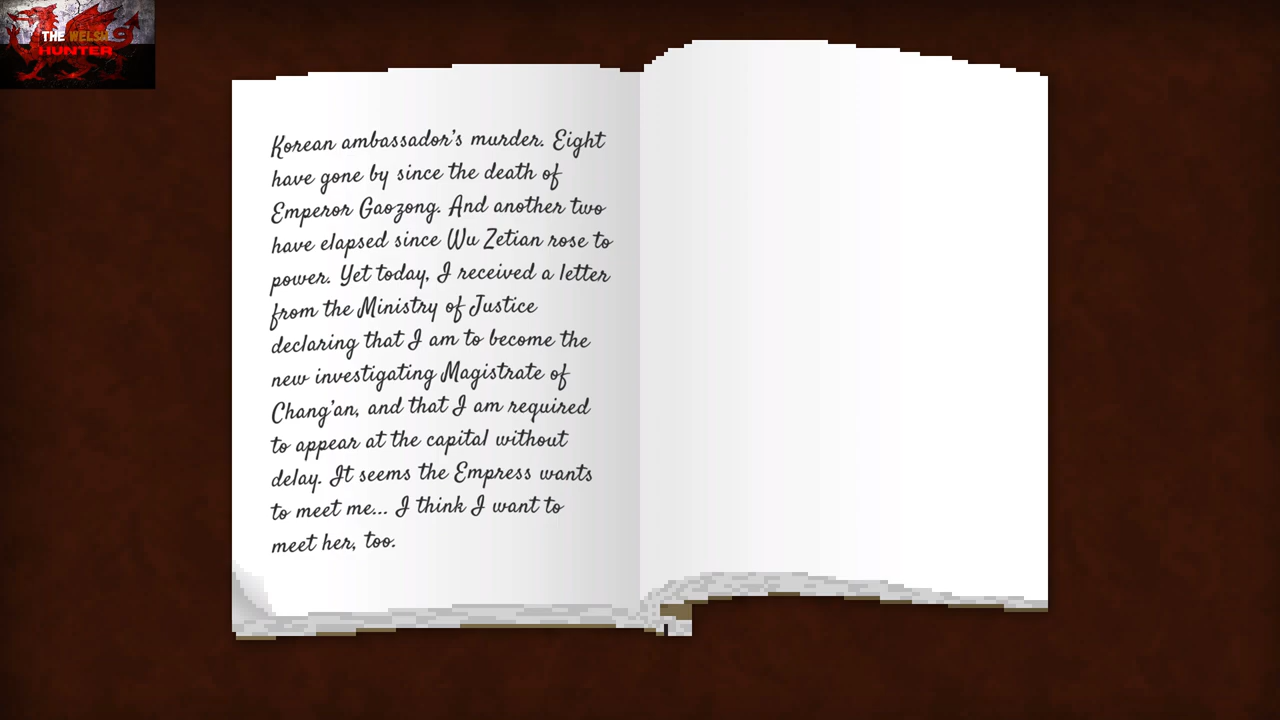 THE WELSH
HUNTER
Korean ambassador's murder. Eight
have gone by since the death of
Emperor Gaozong. And another two
have elapsed since Wu Zetian rose to
power. Yet today, I received a letter
from the Ministry of Justice
declaring that I am to become the
new investigating Magistrate of
Chang'an, and that I am required
to appear at the capital without
delay. It seems the Empress wants
to meet me... I think I want to
meet her, too.